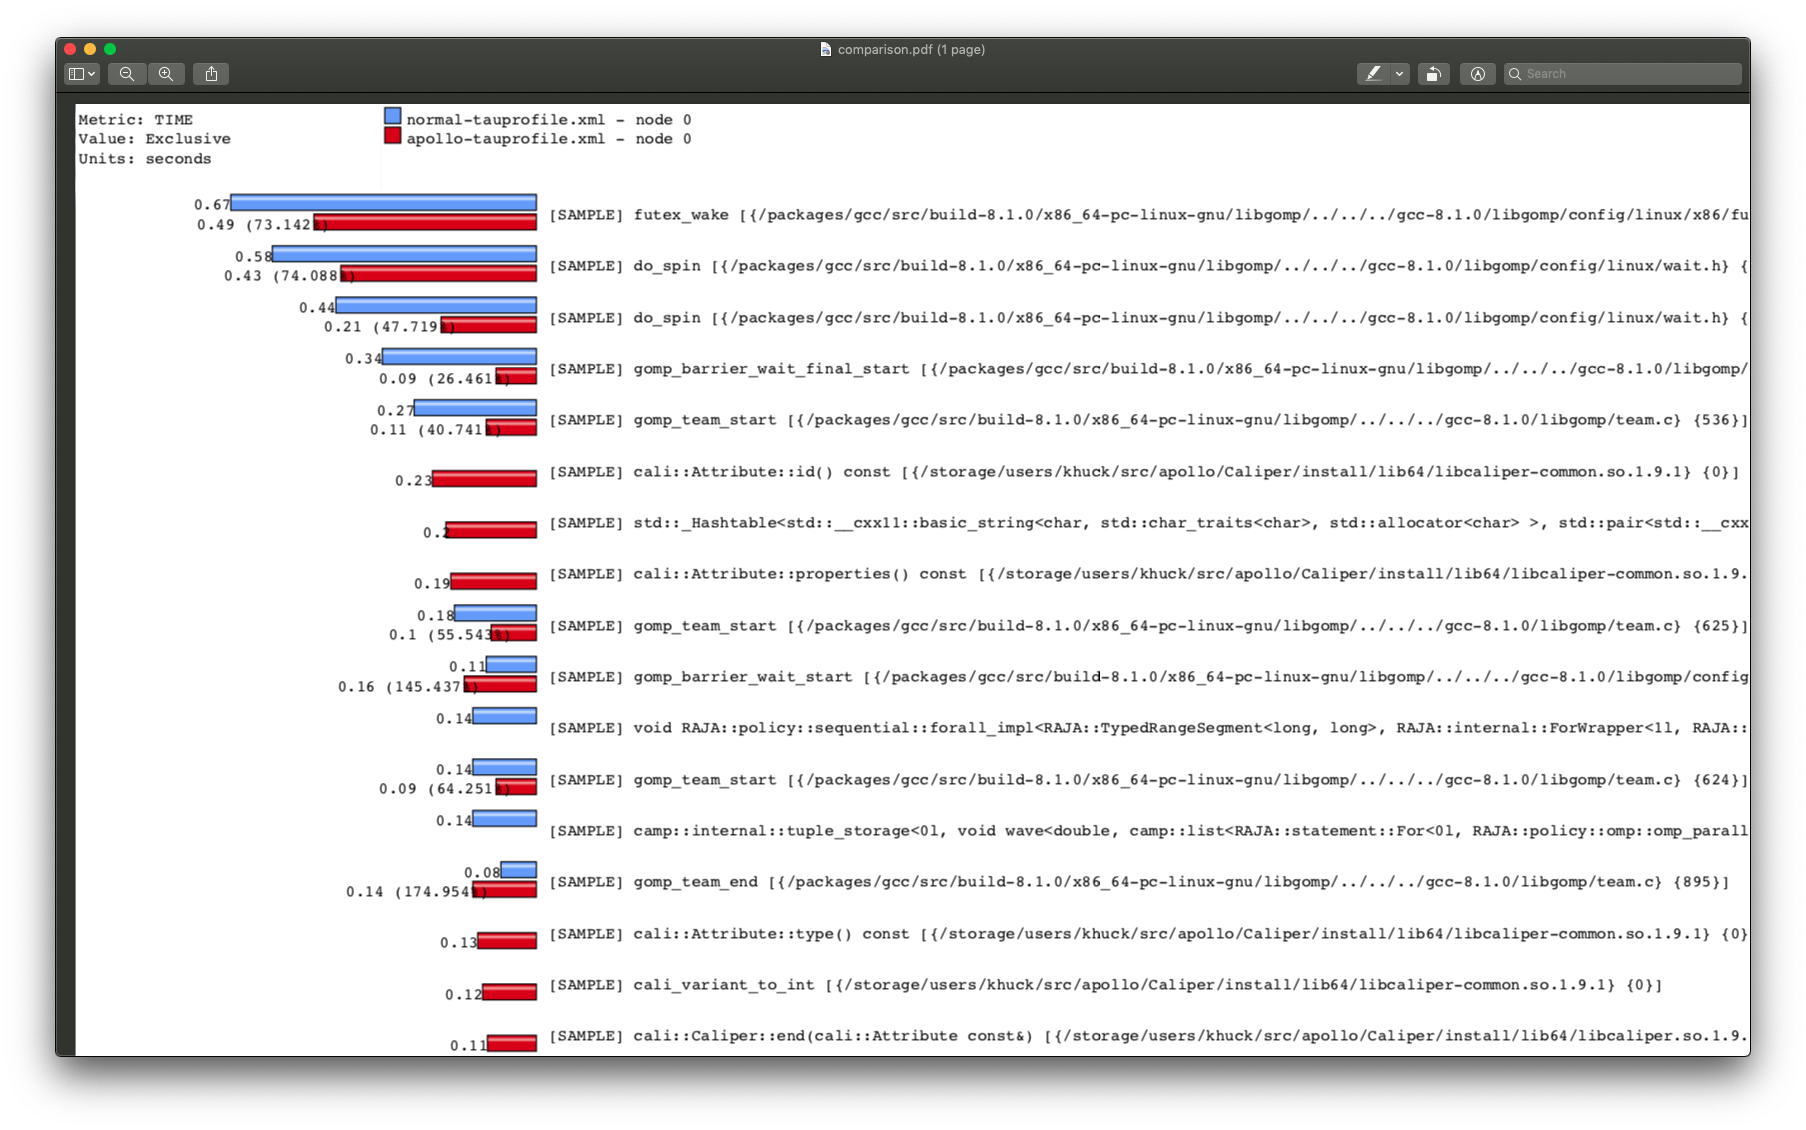 comparison.pdf (1 page)
Search
Metric: TIME
Value: Exclusive
Units: seconds
normal-tauprofile.xml - node 0
apollo-tauprofile.xml - node 0
0.67
0.49 (73.142%)
[SAMPLE] futex_wake [{/packages/gcc/src/build-8.1.0/x86_64-pc-linux-gnu/libgomp/../../../gcc-8.1.0/libgomp/config/linux/x86/fu
0.58
0.43 (74.088%)
[SAMPLE] do_spin [{/packages/gcc/src/build-8.1.0/x86_64-pc-linux-gnu/libgomp/../../../gcc-8.1.0/libgomp/config/linux/wait.h} {
0.44
0.21 (47.719%)
[SAMPLE] do_spin [{/packages/gcc/src/build-8.1.0/x86_64-pc-linux-gnu/libgomp/../../../gcc-8.1.0/libgomp/config/linux/wait.h} {
0.34
0.09 (26.461%)
[SAMPLE] gomp_barrier_wait_final_start [{/packages/gcc/src/build-8.1.0/x86_64-pc-linux-gnu/libgomp/../../../gcc-8.1.0/libgomp/
0.27
0.11 (40.741%)
[SAMPLE] gomp_team_start [{/packages/gcc/src/build-8.1.0/x86_64-pc-linux-gnu/libgomp/../../../gcc-8.1.0/libgomp/team.c} {536}]
0.23
[SAMPLE] cali::Attribute::id() const [{/storage/users/khuck/src/apollo/Caliper/install/lib64/libcaliper-common.so.1.9.1} {0}]
0.2
[SAMPLE] std::_Hashtable<std::__cxx11::basic_string<char, std::char_traits<char>, std::allocator<char> >, std::pair<std::__cxx
0.19
[SAMPLE] cali::Attribute::properties() const [{/storage/users/khuck/src/apollo/Caliper/install/lib64/libcaliper-common.so.1.9.
0.18
0.1 (55.543%)
[SAMPLE] gomp_team_start [{/packages/gcc/src/build-8.1.0/x86_64-pc-linux-gnu/libgomp/../../../gcc-8.1.0/libgomp/team.c} {625}]
0.11
0.16 (145.437%)
[SAMPLE] gomp_barrier_wait_start [{/packages/gcc/src/build-8.1.0/x86_64-pc-linux-gnu/libgomp/../../../gcc-8.1.0/libgomp/config
0.14
[SAMPLE] void RAJA::policy::sequential::forall_impl<RAJA::TypedRangeSegment<long, long>, RAJA::internal::ForWrapper<1l, RAJA::
0.14
0.09 (64.251%)
[SAMPLE] gomp_team_start [{/packages/gcc/src/build-8.1.0/x86_64-pc-linux-gnu/libgomp/../../../gcc-8.1.0/libgomp/team.c} {624}]
0.14
[SAMPLE] camp::internal::tuple_storage<0l, void wave<double, camp::list<RAJA::statement::For<0l, RAJA::policy::omp::omp_parall
0.08
0.14 (174.954%)
[SAMPLE] gomp_team_end [{/packages/gcc/src/build-8.1.0/x86_64-pc-linux-gnu/libgomp/../../../gcc-8.1.0/libgomp/team.c} {895}]
0.13
[SAMPLE] cali::Attribute::type() const [{/storage/users/khuck/src/apollo/Caliper/install/lib64/libcaliper-common.so.1.9.1} {0}
0.12
[SAMPLE] cali_variant_to_int [{/storage/users/khuck/src/apollo/Caliper/install/lib64/libcaliper-common.so.1.9.1} {0}]
0.11
[SAMPLE] cali::Caliper::end(cali::Attribute const&) [{/storage/users/khuck/src/apollo/Caliper/install/lib64/libcaliper.so.1.9.